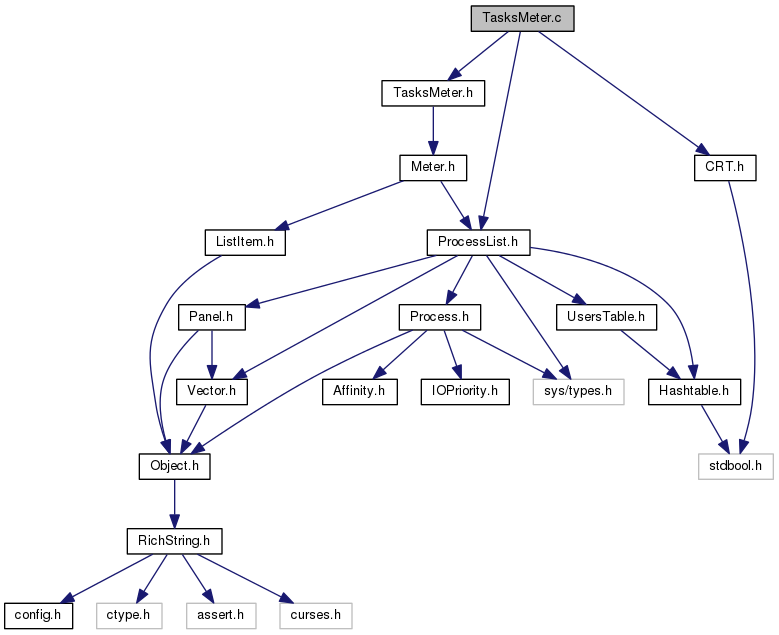 TasksMeter.c
TasksMeter.h
Meter.h
CRT.h
ListItem.h
ProcessList.h
Panel.h
Process.h
UsersTable.h
Vector.h
Affinity.h
IOPriority.h
sys/types.h
Hashtable.h
Object.h
stdbool.h
RichString.h
config.h
ctype.h
assert.h
curses.h